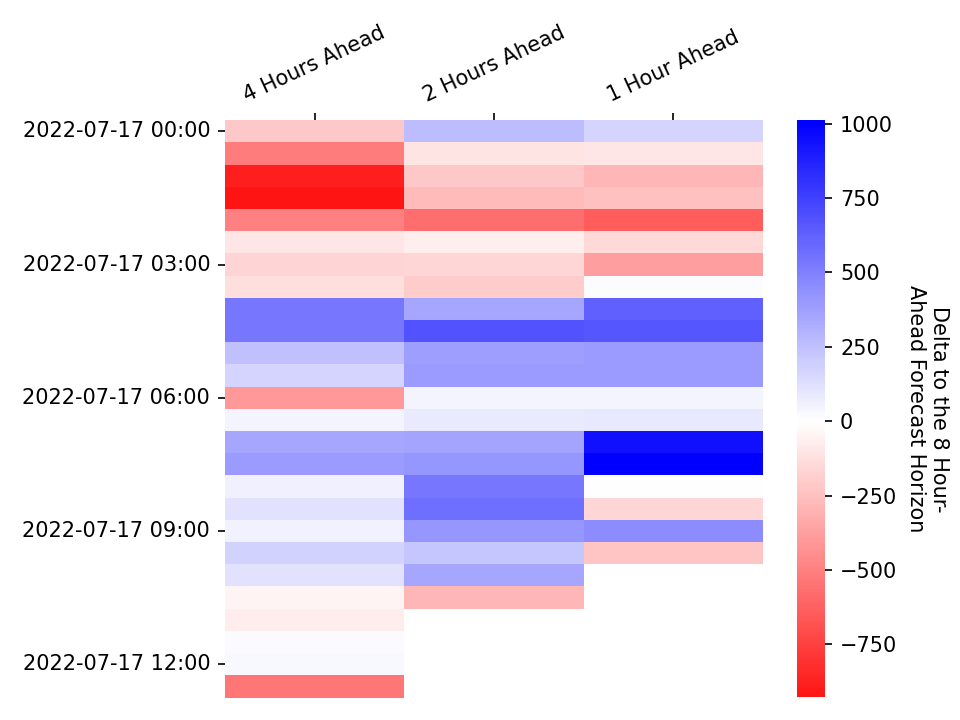 4 Hours Ahead
2 Hours Ahead
1 Hour Ahead
2022-07-17 00:00
2022-07-17 03:00
2022-07-17 06:00
2022-07-17 09:00
2022-07-17 12:00
1000
750
500
250
0
−250
−500
−750
Delta to the 8 Hour-
Ahead Forecast Horizon